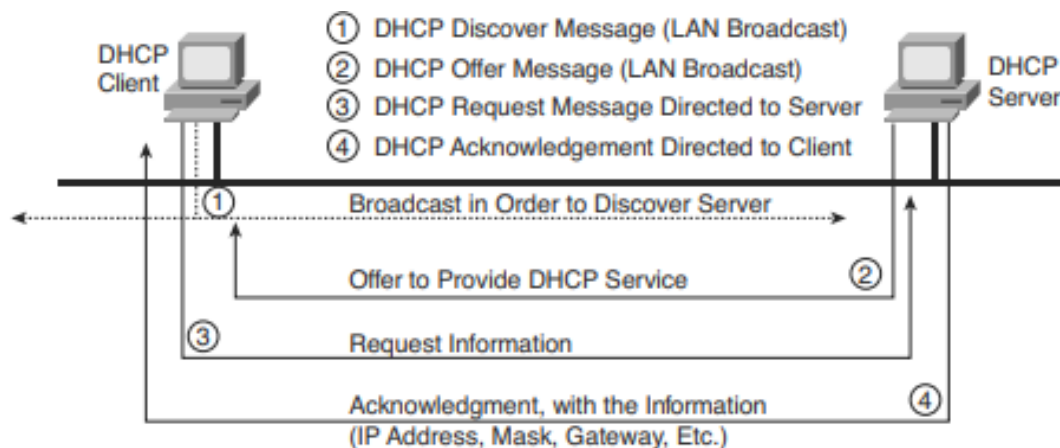 DHCP
Client
① DHCP Discover Message (LAN Broadcast)
② DHCP Offer Message (LAN Broadcast)
③ DHCP Request Message Directed to Server
④ DHCP Acknowledgement Directed to Client
DHCP
Server
①
Broadcast in Order to Discover Server
Offer to Provide DHCP Service
②
③
Request Information
Acknowledgment, with the Information
(IP Address, Mask, Gateway, Etc.)
④